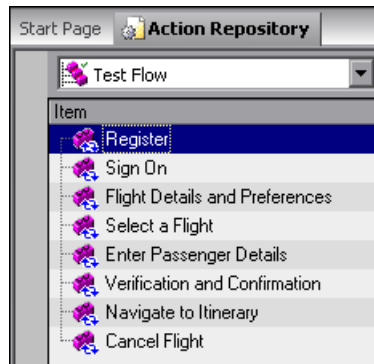 Start Page Action Repository
Test Flow
Item
Register
Sign On
Flight Details and Preferences
Select a Flight
Enter Passenger Details
Verification and Confirmation
Navigate to Itinerary
Cancel Flight